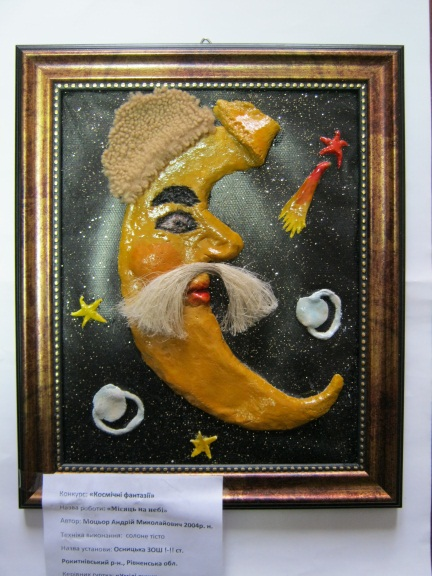 Конкурс: «Космічні фантазії»
Назва роботи: «Місяць на небі»
Автор: Моцьор Андрій Миколайович 2004р. н.
Техніка виконання: солоне тісто
Назва установи: Осницька ЗОШ І-ІІ ст.
Рокитнівський р-н., Рівненська обл.